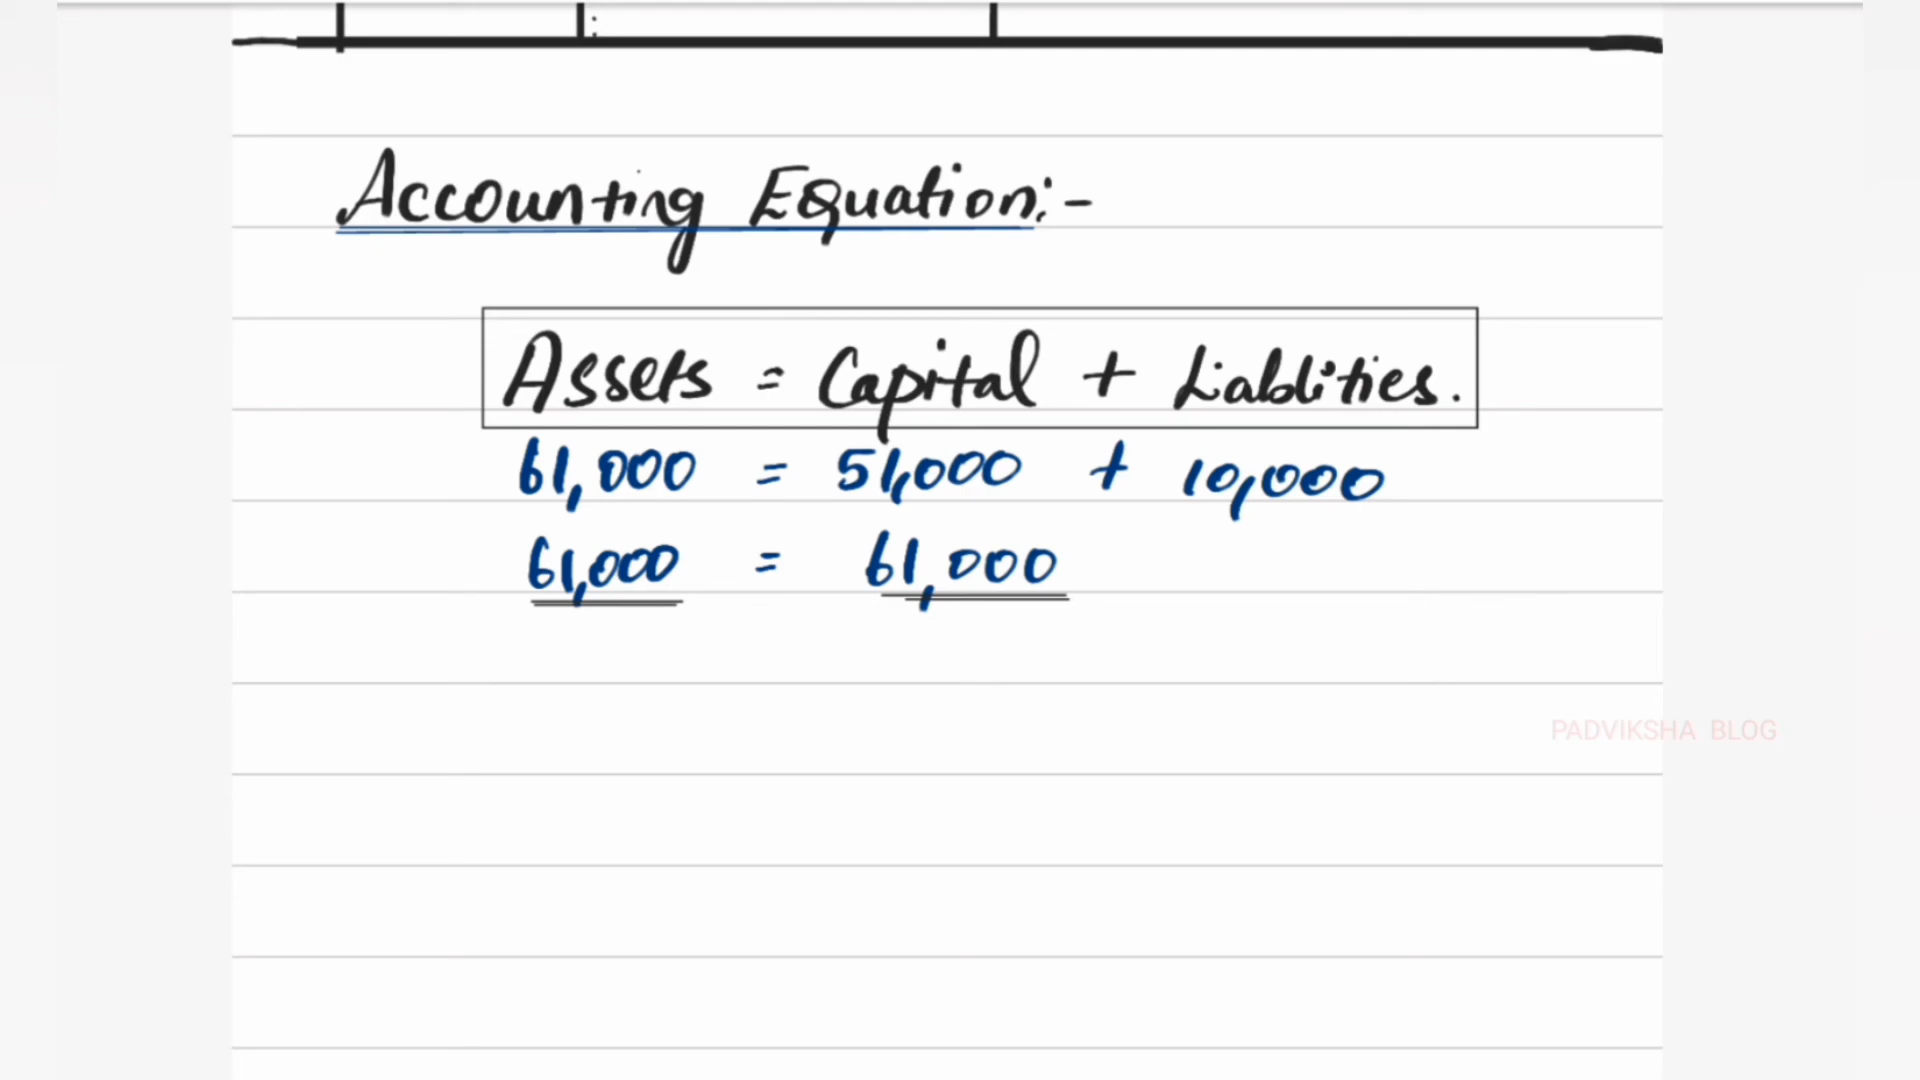 Accounting Equation:-
Assets = Capital + Liablities.
61,000 = 51,000 + 10,000
61,000 = 61,000
PADVIKSHA BLOG